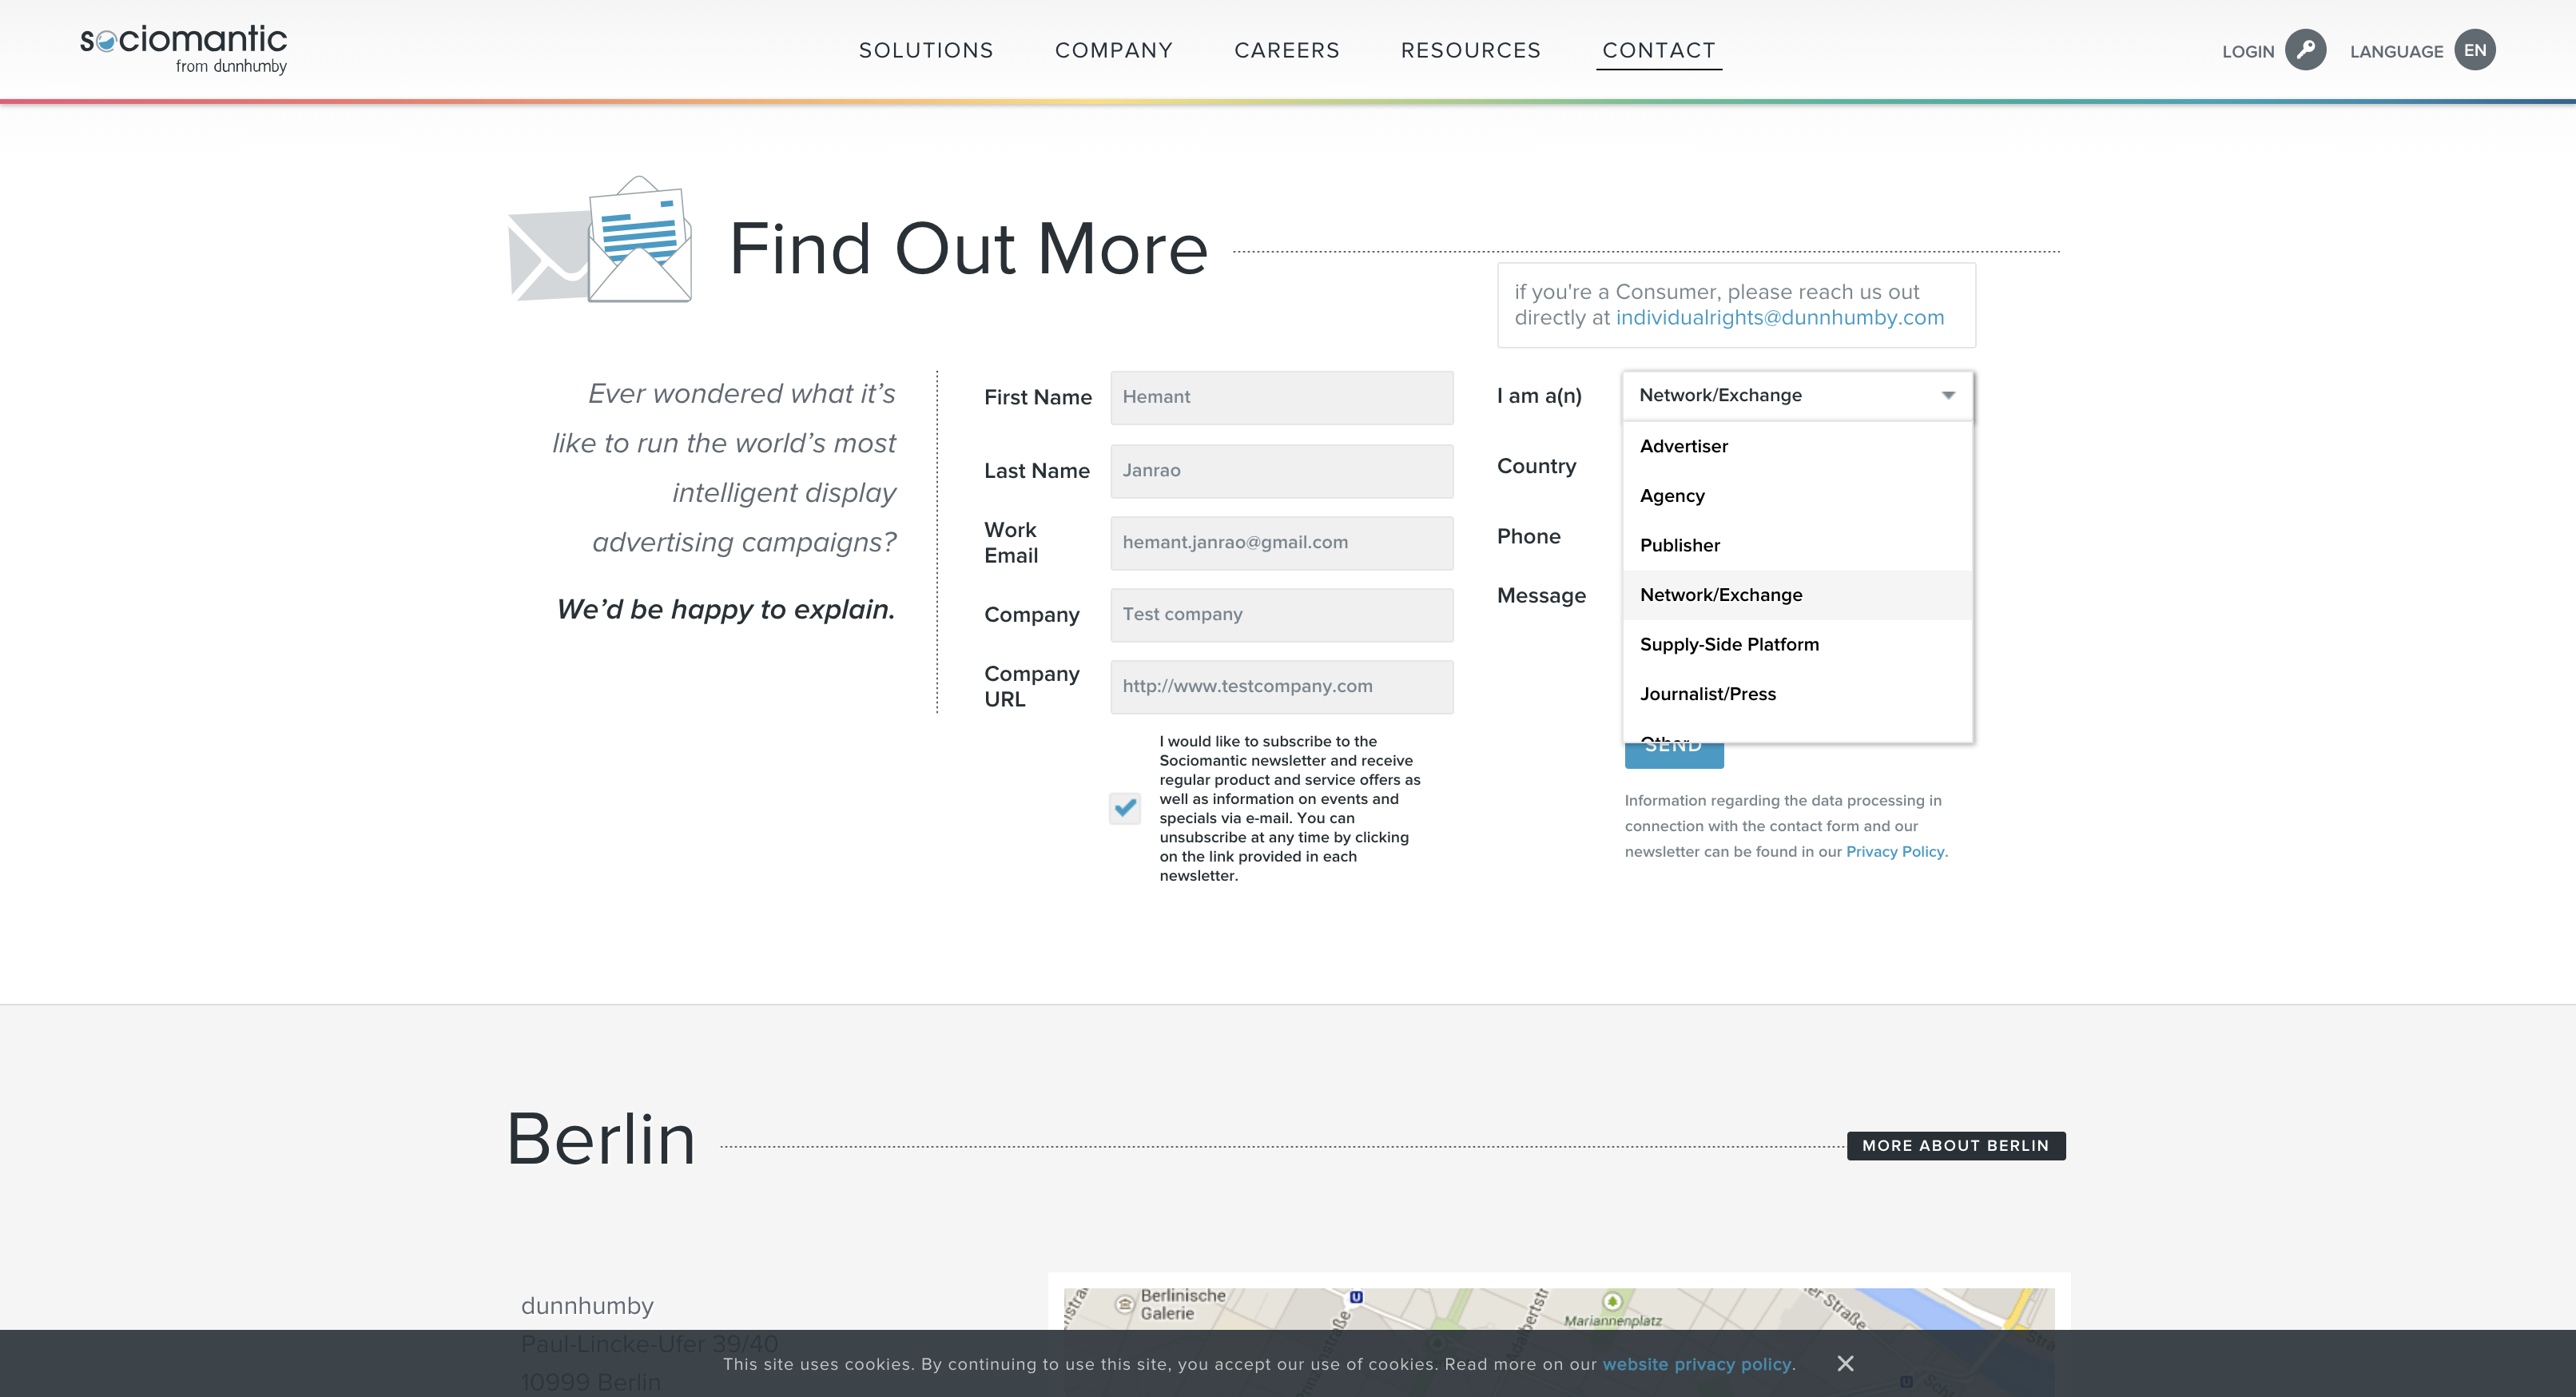 sociomantic
from dunnhumby
SOLUTIONS
COMPANY
CAREERS
RESOURCES
CONTACT
LOGIN
LANGUAGE
EN
Find Out More
if you're a Consumer, please reach us out
directly at individualrights@dunnhumby.com
Ever wondered what it's
like to run the world's most
intelligent display
advertising campaigns?
We'd be happy to explain.
First Name
Hemant
Last Name
Janrao
Work
Email
hemant.janrao@gmail.com
Company
Test company
Company
URL
http://www.testcompany.com
I would like to subscribe to the
Sociomantic newsletter and receive
regular product and service offers as
well as information on events and
specials via e-mail. You can
unsubscribe at any time by clicking
on the link provided in each
newsletter.
I am a(n)
Network/Exchange
Country
Phone
Message
Advertiser
Agency
Publisher
Network/Exchange
Supply-Side Platform
Journalist/Press
Other
SEND
Information regarding the data processing in
connection with the contact form and our
newsletter can be found in our Privacy Policy.
Berlin
MORE ABOUT BERLIN
dunnhumby
Paul-Lincke-Ufer 39/40
10999 Berlin
Berlinische
Galerie
U
Mariannenplatz
This site uses cookies. By continuing to use this site, you accept our use of cookies. Read more on our website privacy policy.